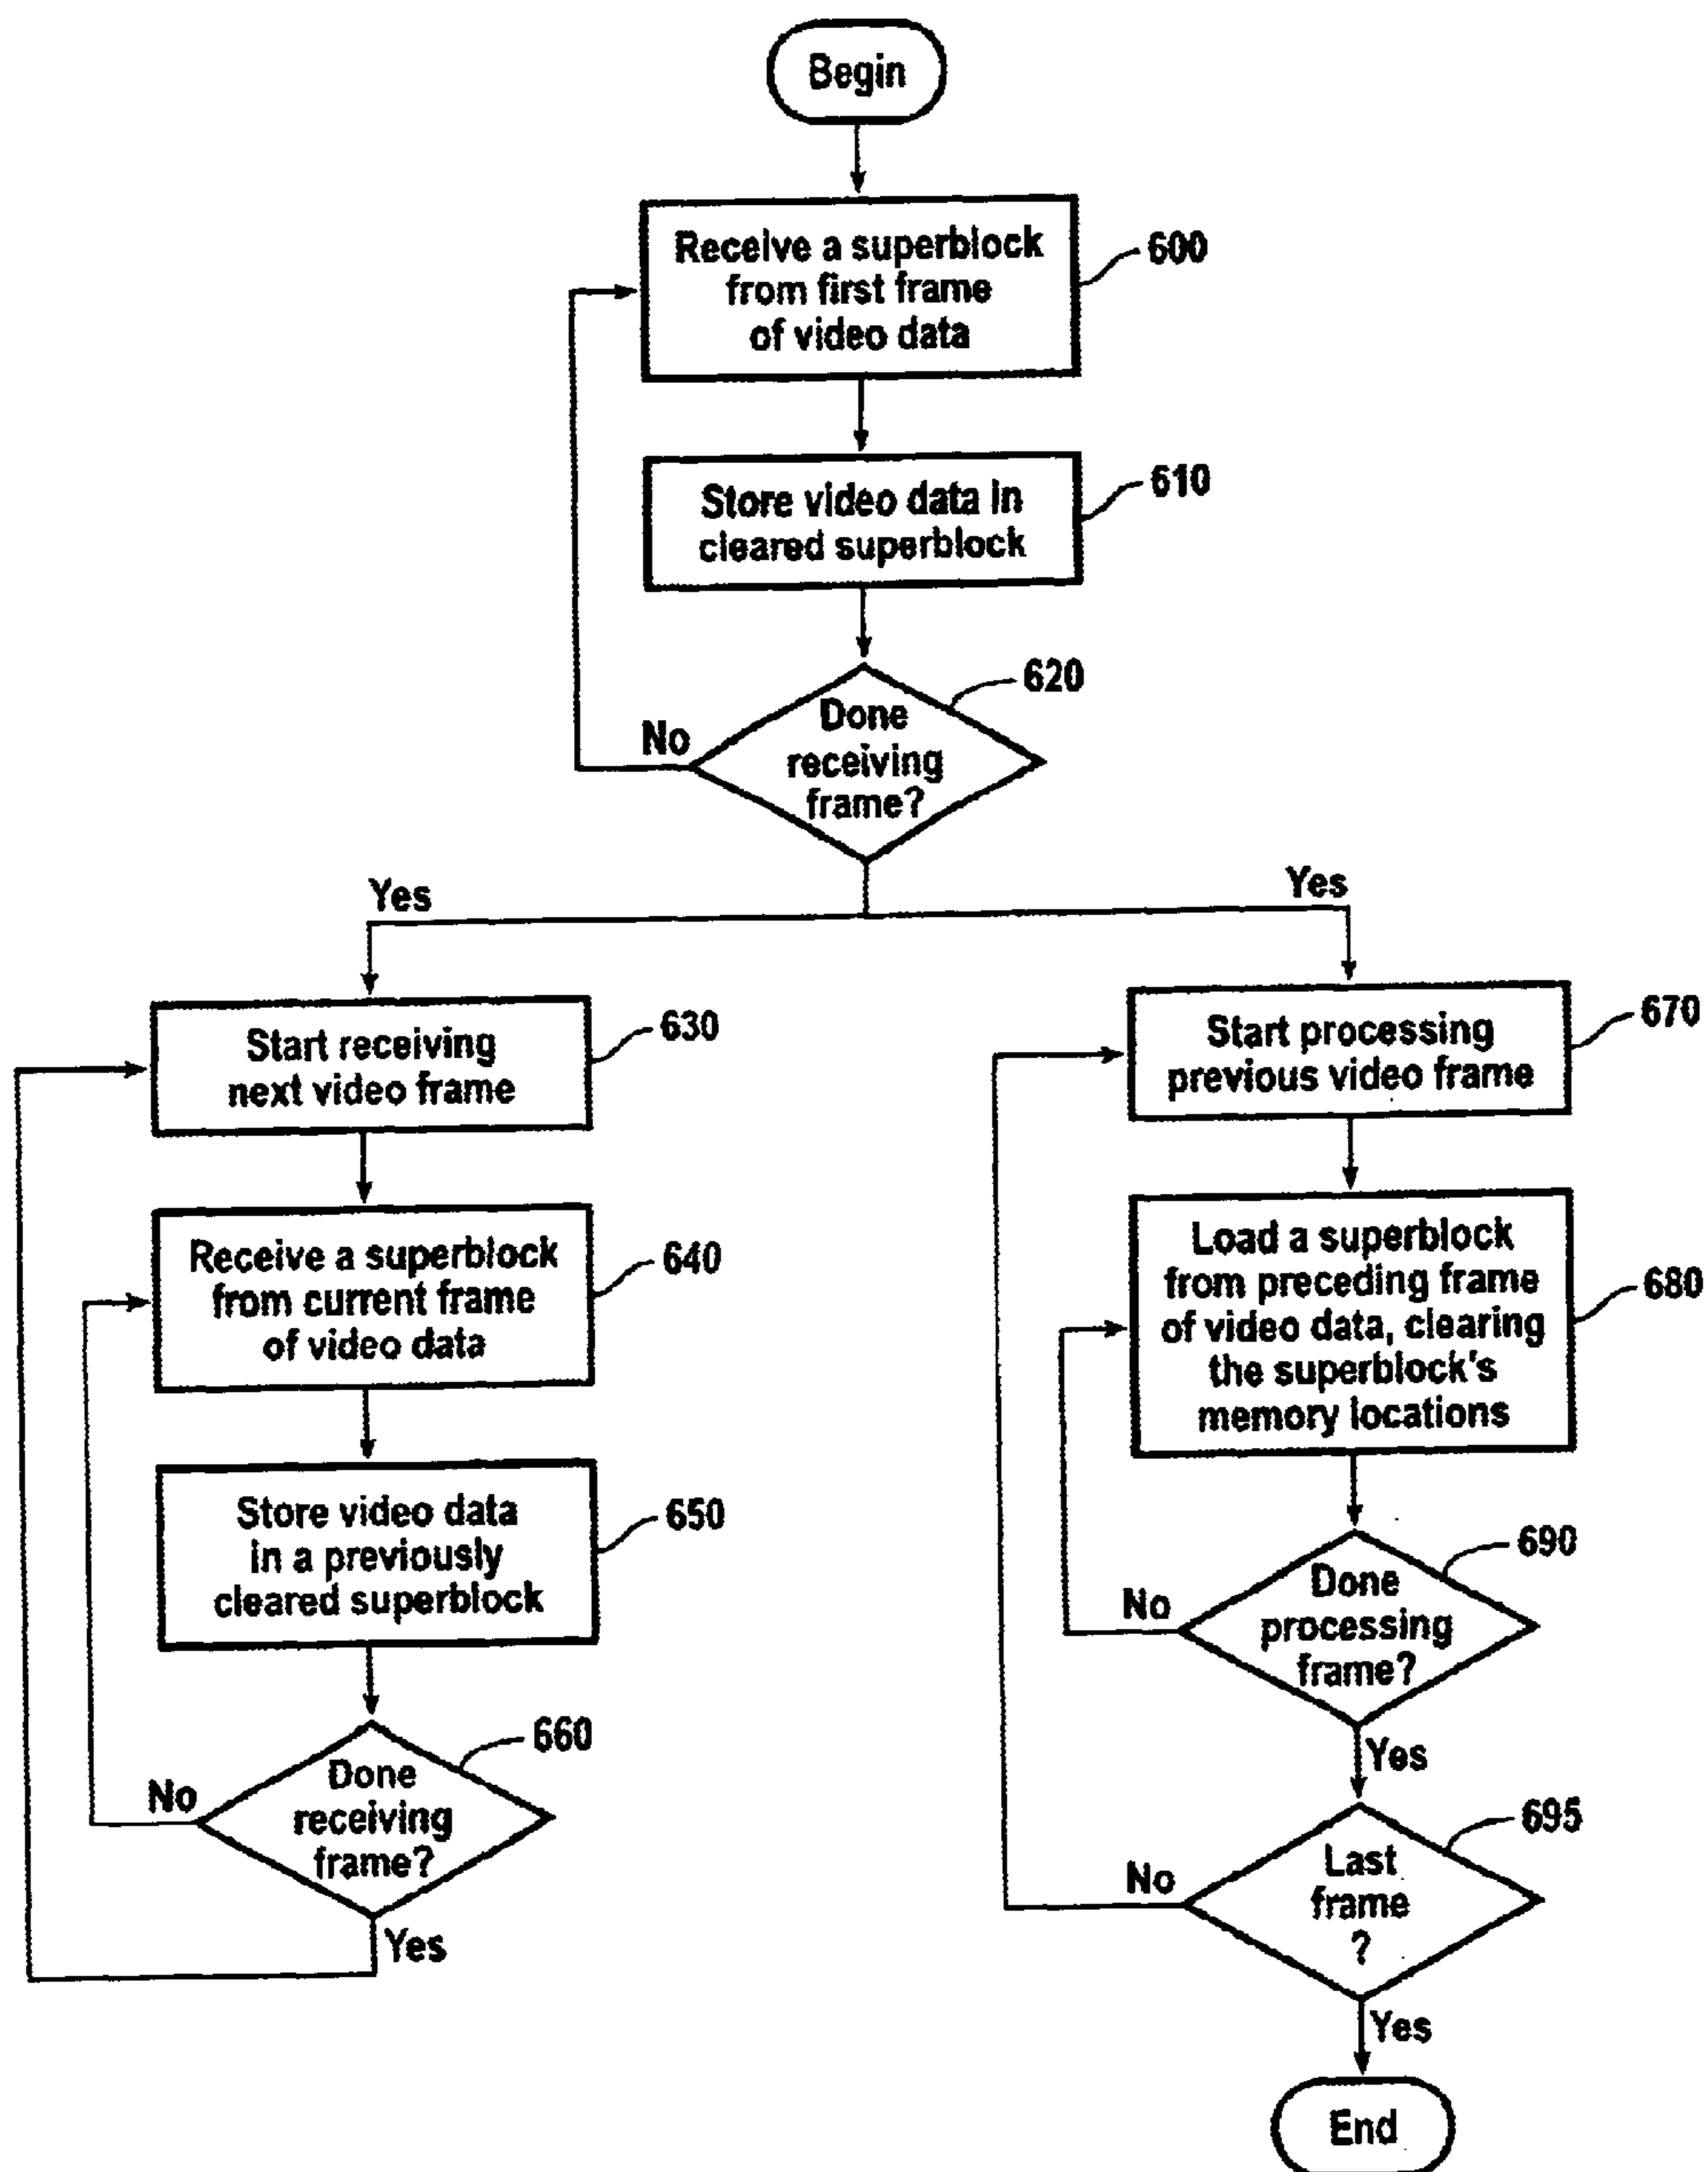 Begin
Receive a superblock
from first frame
of video data
600
Store video data in
cleared superblock
610
Done
receiving
frame?
620
No
Yes
Yes
Start receiving
next video frame
630
Receive a superblock
from current frame
of video data
640
Store video data
in a previously
cleared superblock
650
Done
receiving
frame?
660
No
Yes
Start processing
previous video frame
670
Load a superblock
from preceding frame
of video data, clearing
the superblock's
memory locations
680
Done
processing
frame?
690
No
Yes
Last
frame
?
695
No
Yes
End